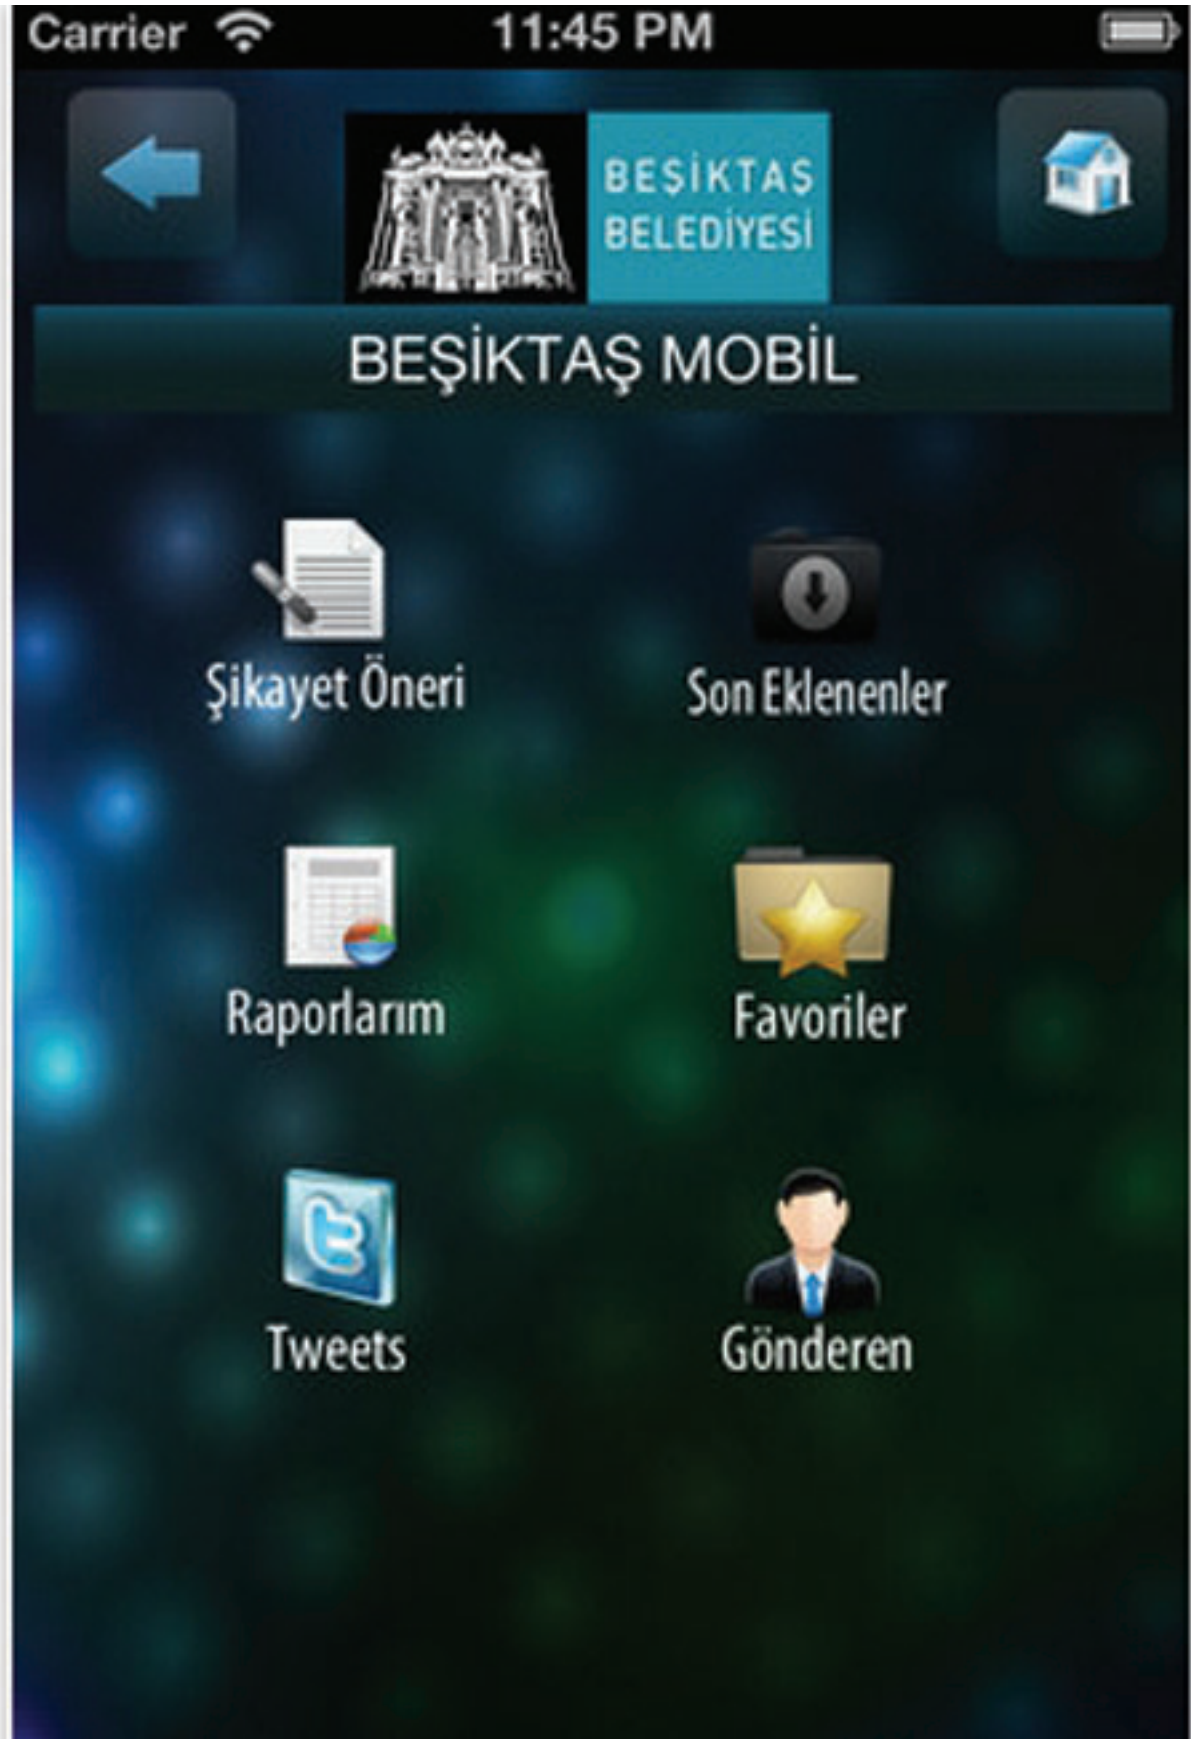 Carrier 11:45 PM
BEŞİKTAŞ
BELEDİYESİ
BEŞİKTAŞ MOBİL
Şikayet Öneri
Son Eklenenler
Raporlarım
Favoriler
Tweets
Gönderen